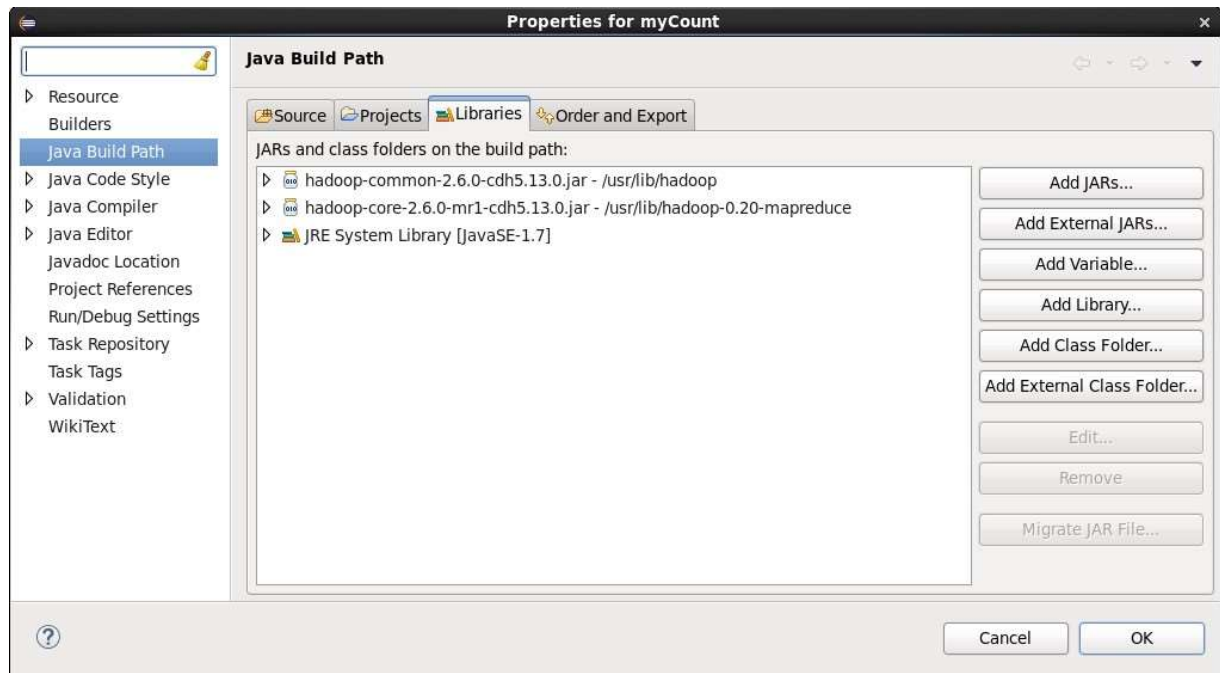 Properties for myCount
Java Build Path
Resource
Builders
Java Build Path
Java Code Style
Java Compiler
Java Editor
Javadoc Location
Project References
Run/Debug Settings
Task Repository
Task Tags
Validation
WikiText
Source Projects Libraries Order and Export
JARs and class folders on the build path:
hadoop-common-2.6.0-cdh5.13.0.jar - /usr/lib/hadoop
hadoop-core-2.6.0-mr1-cdh5.13.0.jar - /usr/lib/hadoop-0.20-mapreduce
JRE System Library [JavaSE-1.7]
Add JARs...
Add External JARs...
Add Variable...
Add Library...
Add Class Folder...
Add External Class Folder...
Edit...
Remove
Migrate JAR File...
Cancel
OK